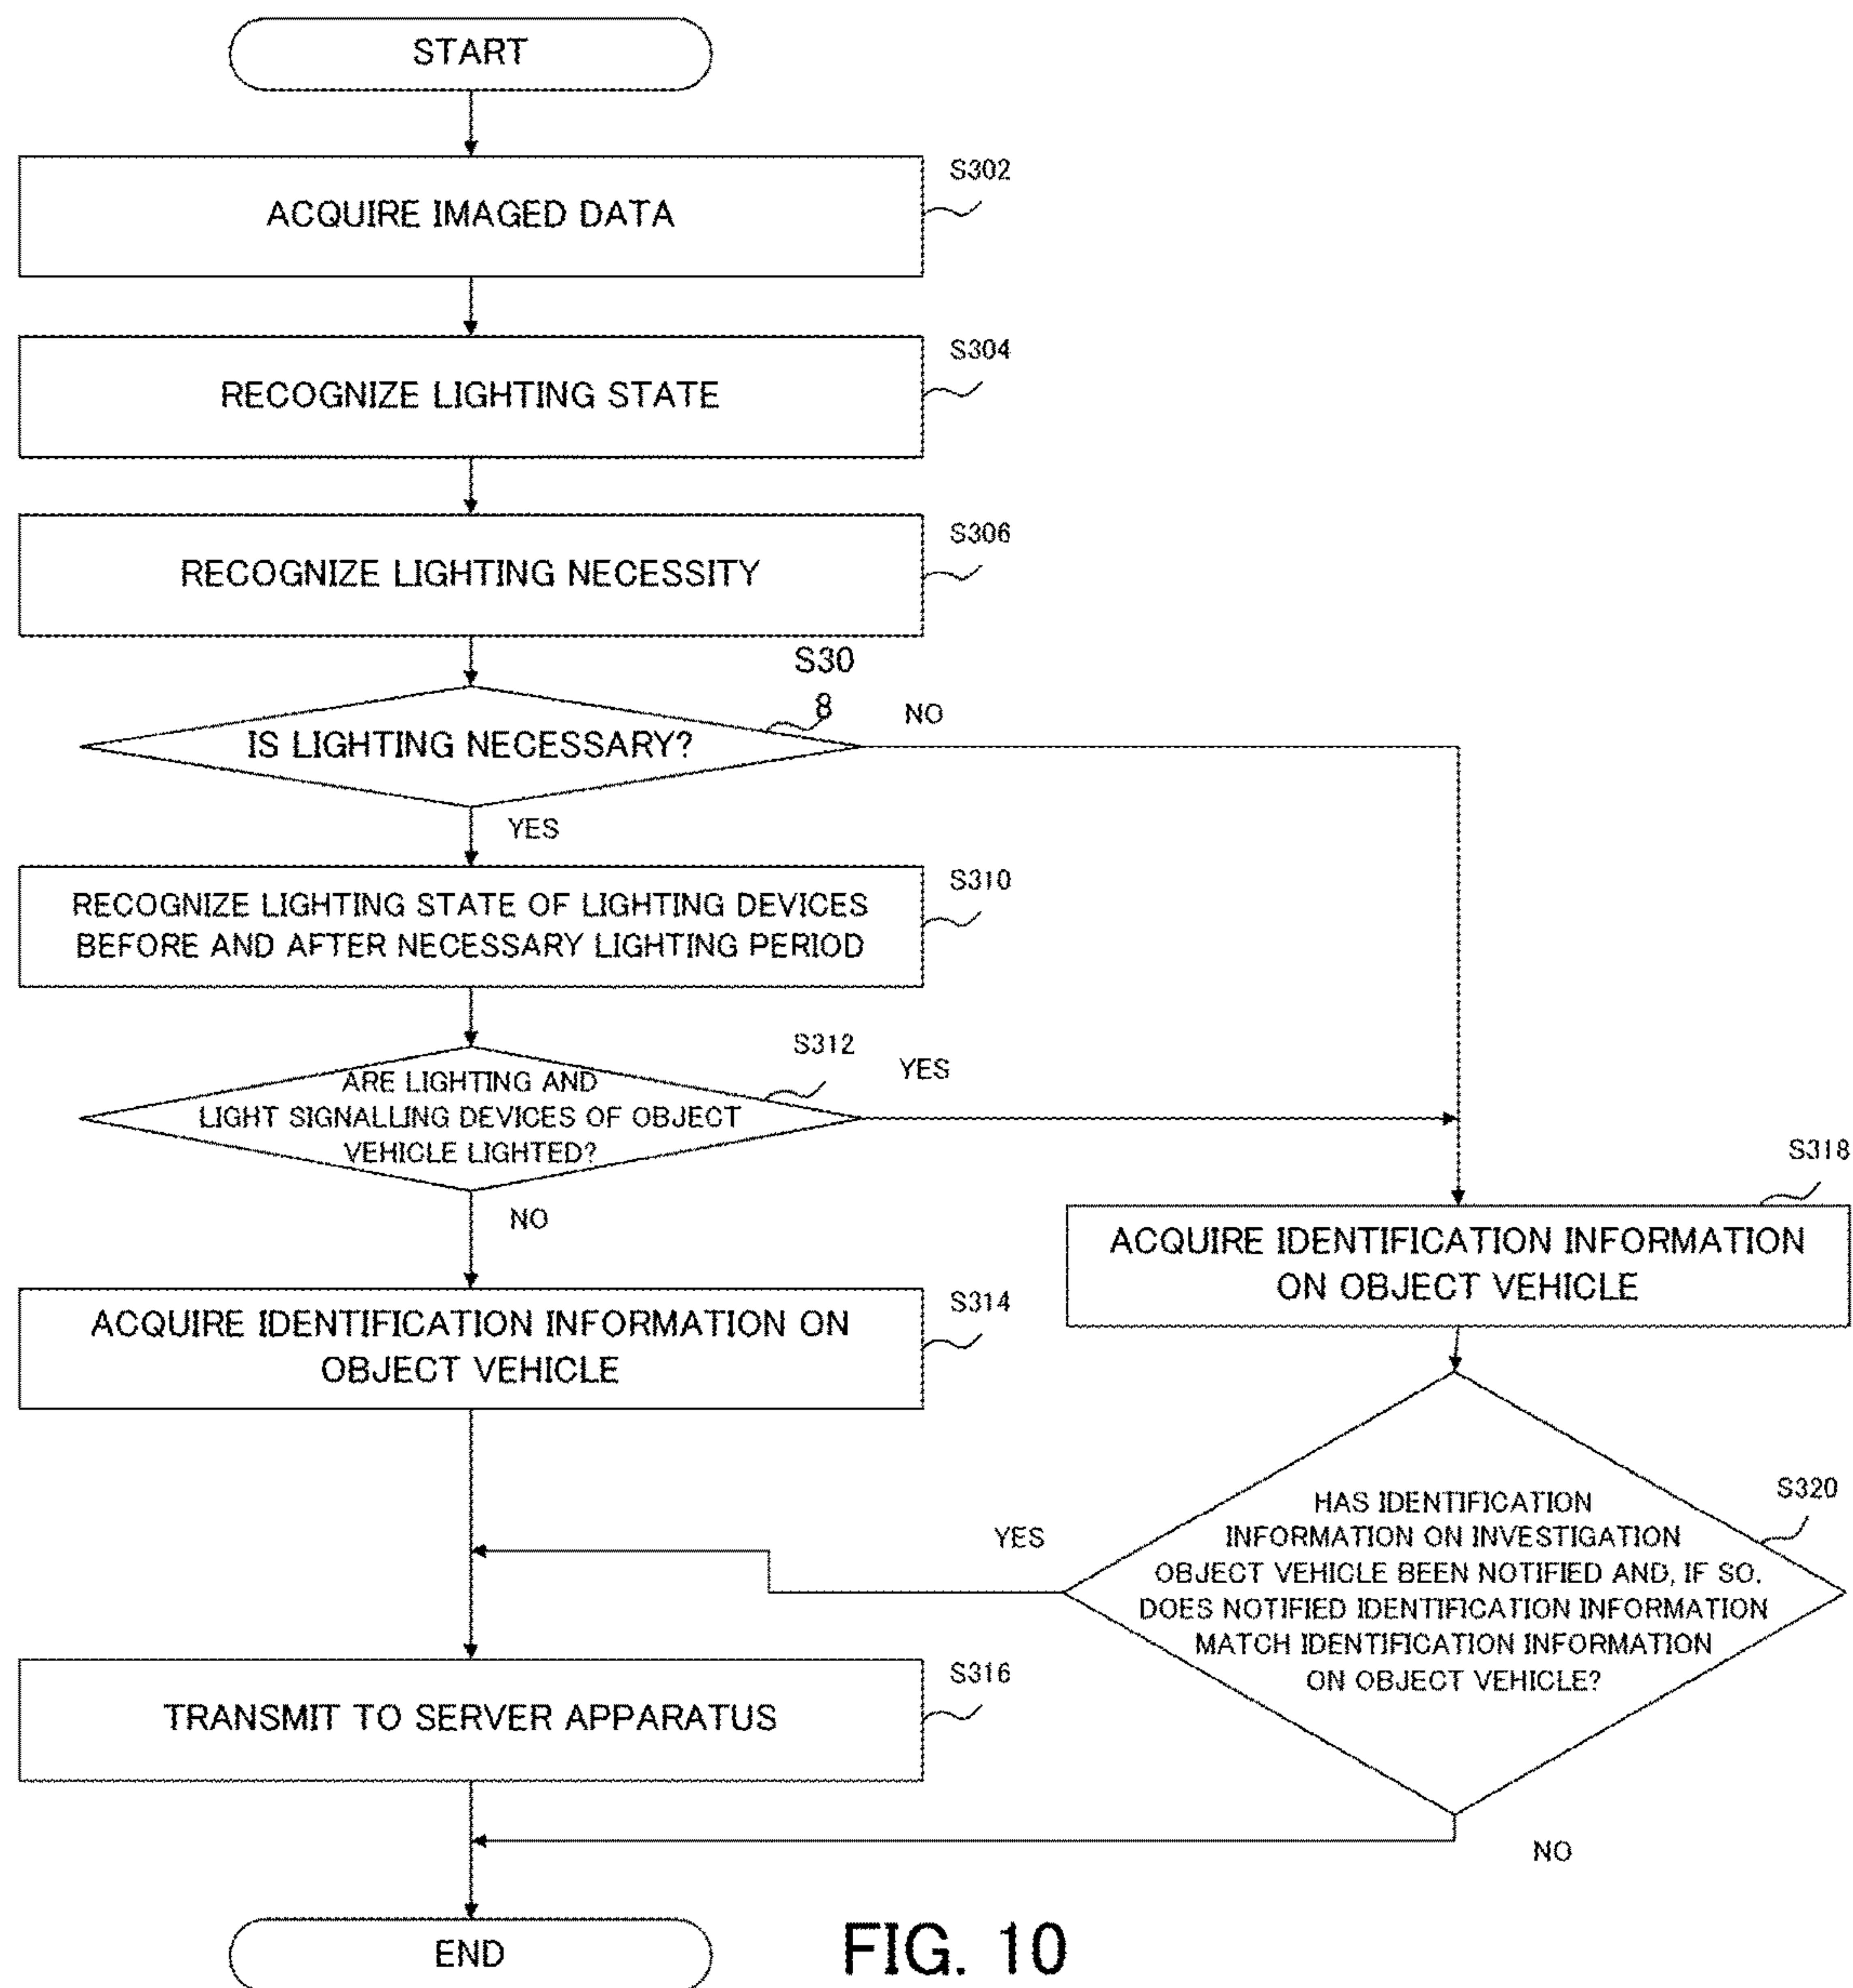 START
S302
ACQUIRE IMAGED DATA
S304
RECOGNIZE LIGHTING STATE
S306
RECOGNIZE LIGHTING NECESSITY
S30
8
NO
IS LIGHTING NECESSARY?
YES
S310
RECOGNIZE LIGHTING STATE OF LIGHTING DEVICES
BEFORE AND AFTER NECESSARY LIGHTING PERIOD
S312
YES
ARE LIGHTING AND
LIGHT SIGNALLING DEVICES OF OBJECT
VEHICLE LIGHTED?
NO
S318
ACQUIRE IDENTIFICATION INFORMATION
ON OBJECT VEHICLE
S314
ACQUIRE IDENTIFICATION INFORMATION ON
OBJECT VEHICLE
S320
HAS IDENTIFICATION
INFORMATION ON INVESTIGATION
OBJECT VEHICLE BEEN NOTIFIED AND, IF SO,
DOES NOTIFIED IDENTIFICATION INFORMATION
MATCH IDENTIFICATION INFORMATION
ON OBJECT VEHICLE?
YES
S316
TRANSMIT TO SERVER APPARATUS
NO
END
FIG. 10